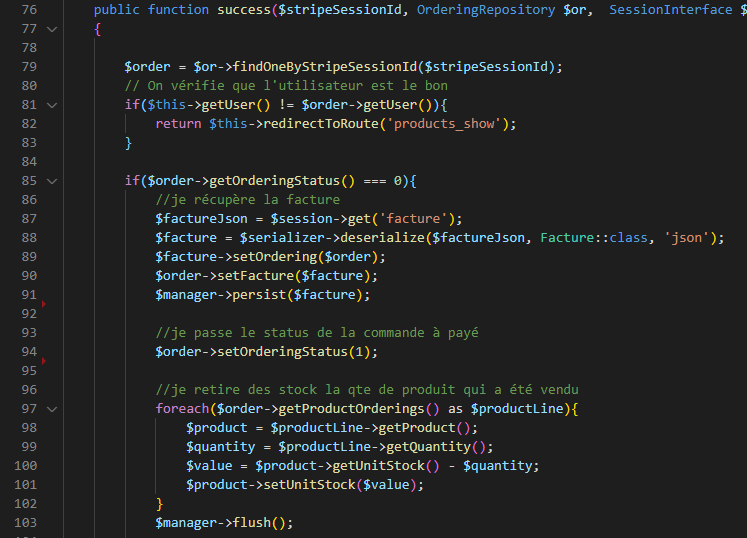 76 public function success($stripeSessionId, OrderingRepository $or, SessionInterface $
77 {
78
79 $order = $or->findOneByStripeSessionId($stripeSessionId);
80 // On vérifie que l'utilisateur est le bon
81 if($this->getUser() != $order->getUser()){
82 return $this->redirectToRoute('products_show');
83 }
84
85 if($order->getOrderingStatus() === 0){
86 //je récupère la facture
87 $factureJson = $session->get('facture');
88 $facture = $serializer->deserialize($factureJson, Facture::class, 'json');
89 $facture->setOrdering($order);
90 $order->setFacture($facture);
91 $manager->persist($facture);
92
93 //je passe le status de la commande à payé
94 $order->setOrderingStatus(1);
95
96 //je retire des stock la qte de produit qui a été vendu
97 foreach($order->getProductOrderings() as $productLine){
98 $product = $productLine->getProduct();
99 $quantity = $productLine->getQuantity();
100 $value = $product->getUnitStock() - $quantity;
101 $product->setUnitStock($value);
102 }
103 $manager->flush();